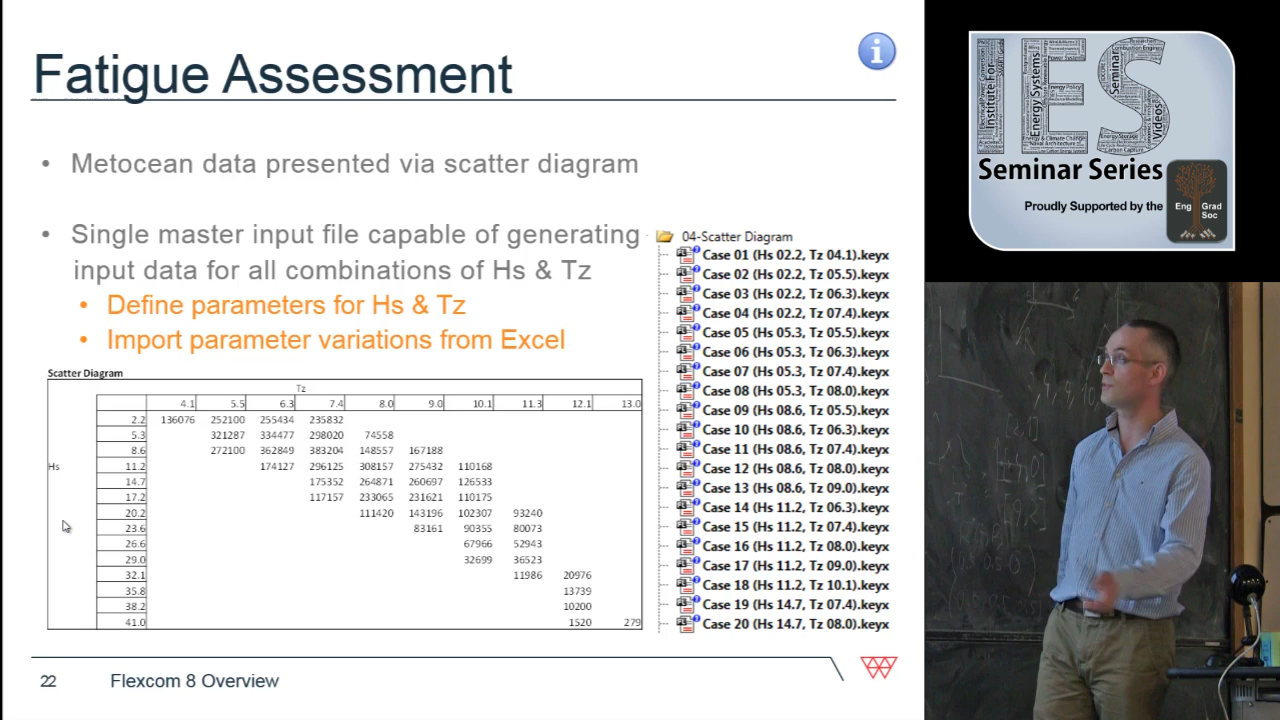 Fatigue Assessment
• Metocean data presented via scatter diagram
• Single master input file capable of generating
input data for all combinations of Hs & Tz
• Define parameters for Hs & Tz
• Import parameter variations from Excel
Scatter Diagram
Tz
4.1 5.5 6.3 7.4 8.0 9.0 10.1 11.3 12.1 13.0
2.2 136076 252100 255434 235832
5.3 321287 334477 298020 74558
8.6 272100 362849 383204 148557 167188
Hs 11.2 174127 296125 308157 275432 110168
14.7 175352 264871 260697 126533
17.2 117157 233065 231621 110175
20.2 111420 143196 102307 93240
23.6 83161 90355 80073
26.6 67966 52943
29.0 32699 36523
32.1 11986 20976
35.8 13739
38.2 10200
41.0 1520 279
04-Scatter Diagram
Case 01 (Hs 02.2, Tz 04.1).keyx
Case 02 (Hs 02.2, Tz 05.5).keyx
Case 03 (Hs 02.2, Tz 06.3).keyx
Case 04 (Hs 02.2, Tz 07.4).keyx
Case 05 (Hs 05.3, Tz 05.5).keyx
Case 06 (Hs 05.3, Tz 06.3).keyx
Case 07 (Hs 05.3, Tz 07.4).keyx
Case 08 (Hs 05.3, Tz 08.0).keyx
Case 09 (Hs 08.6, Tz 05.5).keyx
Case 10 (Hs 08.6, Tz 06.3).keyx
Case 11 (Hs 08.6, Tz 07.4).keyx
Case 12 (Hs 08.6, Tz 08.0).keyx
Case 13 (Hs 08.6, Tz 09.0).keyx
Case 14 (Hs 11.2, Tz 06.3).keyx
Case 15 (Hs 11.2, Tz 07.4).keyx
Case 16 (Hs 11.2, Tz 08.0).keyx
Case 17 (Hs 11.2, Tz 09.0).keyx
Case 18 (Hs 11.2, Tz 10.1).keyx
Case 19 (Hs 14.7, Tz 07.4).keyx
Case 20 (Hs 14.7, Tz 08.0).keyx
22 Flexcom 8 Overview
IES
Seminar Series
Proudly Supported by the
Eng Grad
Soc